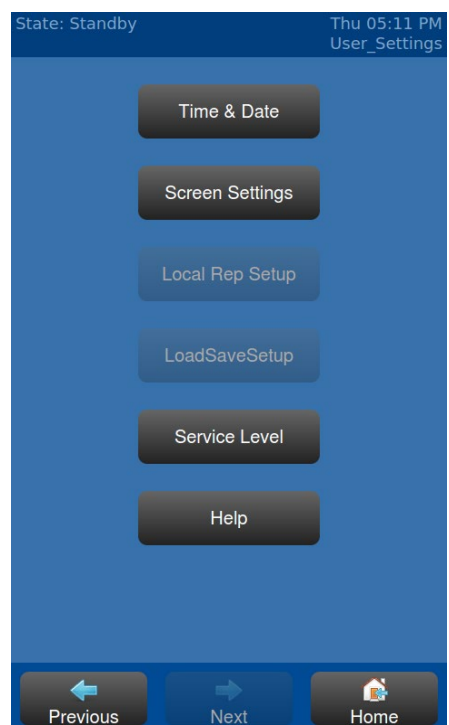 State: Standby
Thu 05:11 PM
User_Settings
Time & Date
Screen Settings
Local Rep Setup
LoadSaveSetup
Service Level
Help
Previous
Next
Home